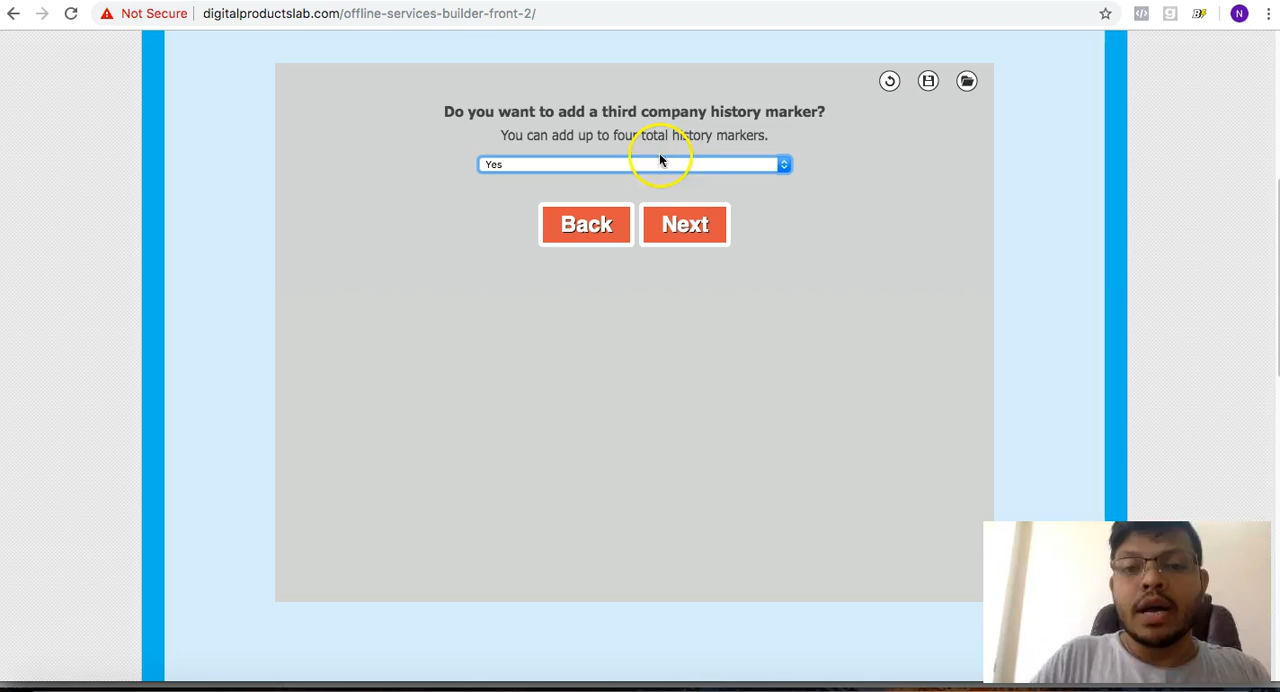 Not Secure
digitalproductslab.com/offline-services-builder-front-2/
N
Do you want to add a third company history marker?
You can add up to four total history markers.
Yes
Back
Next